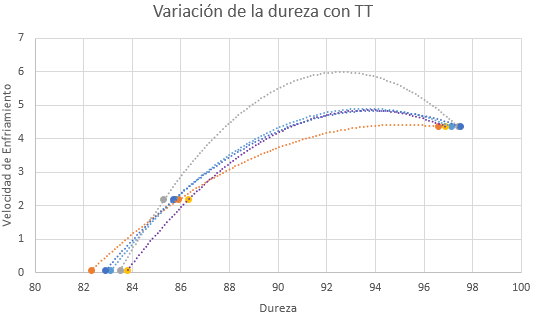 Variación de la dureza con TT
7
6
5
4
3
2
1
0
Velocidad de Enfriamiento
80 82 84 86 88 90 92 94 96 98 100
Dureza